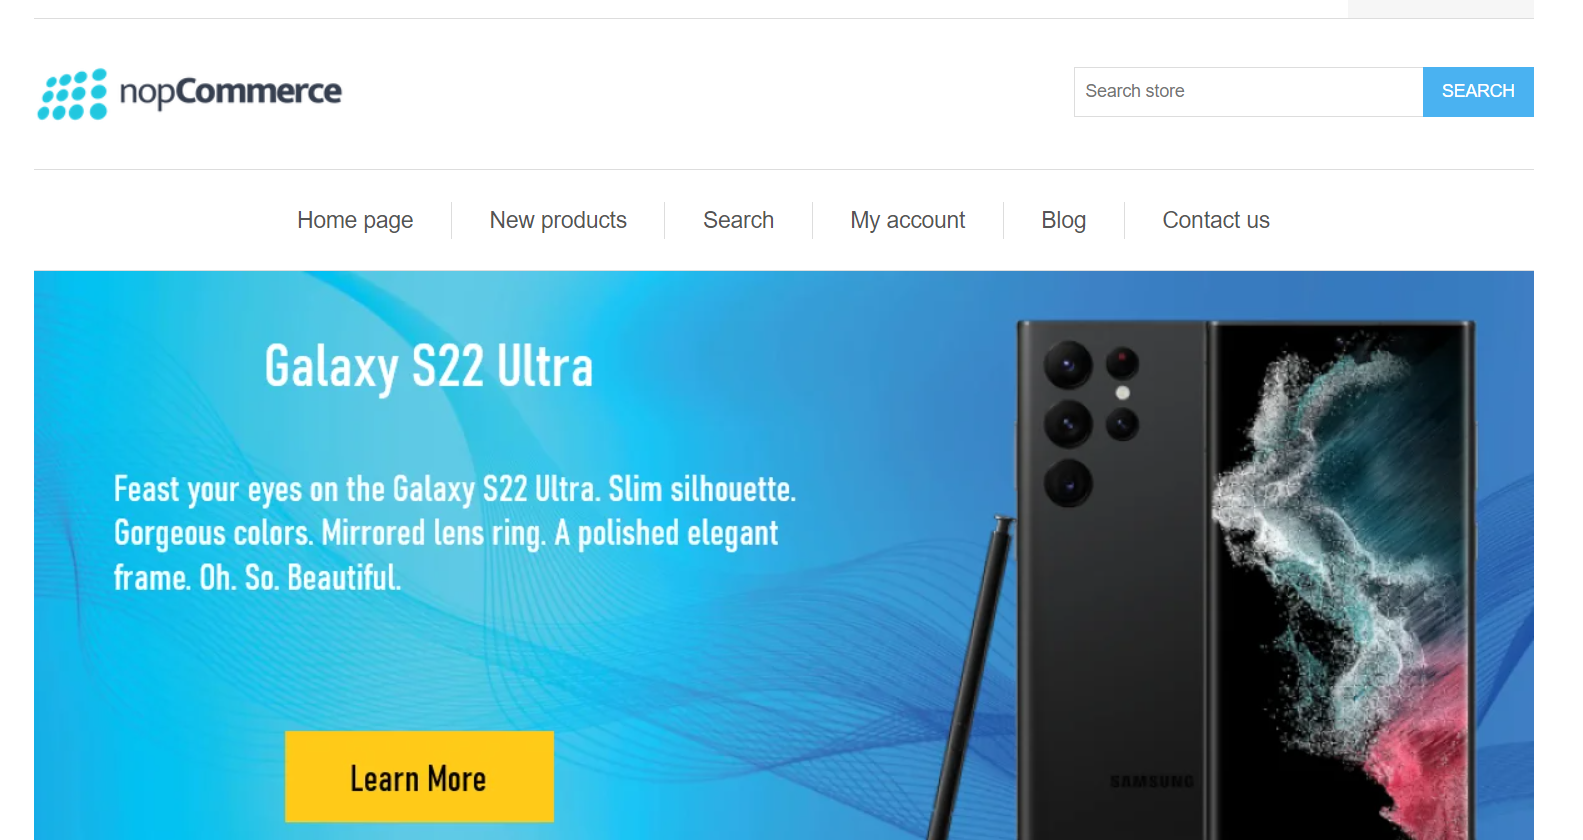 nopCommerce
Search store
SEARCH
Home page
New products
Search
My account
Blog
Contact us
Galaxy S22 Ultra
Feast your eyes on the Galaxy S22 Ultra. Slim silhouette.
Gorgeous colors. Mirrored lens ring. A polished elegant
frame. Oh. So. Beautiful.
Learn More
SAMSUNG